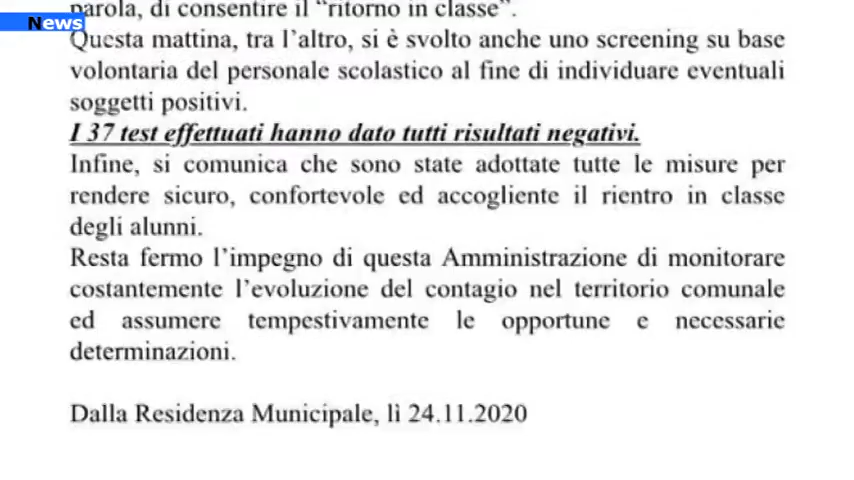 News
parola, di consentire il “ritorno in classe”.
Questa mattina, tra l’altro, si è svolto anche uno screening su base
volontaria del personale scolastico al fine di individuare eventuali
soggetti positivi.
I 37 test effettuati hanno dato tutti risultati negativi.
Infine, si comunica che sono state adottate tutte le misure per
rendere sicuro, confortevole ed accogliente il rientro in classe
degli alunni.
Resta fermo l’impegno di questa Amministrazione di monitorare
costantemente l’evoluzione del contagio nel territorio comunale
ed assumere tempestivamente le opportune e necessarie
determinazioni.
Dalla Residenza Municipale, lì 24.11.2020